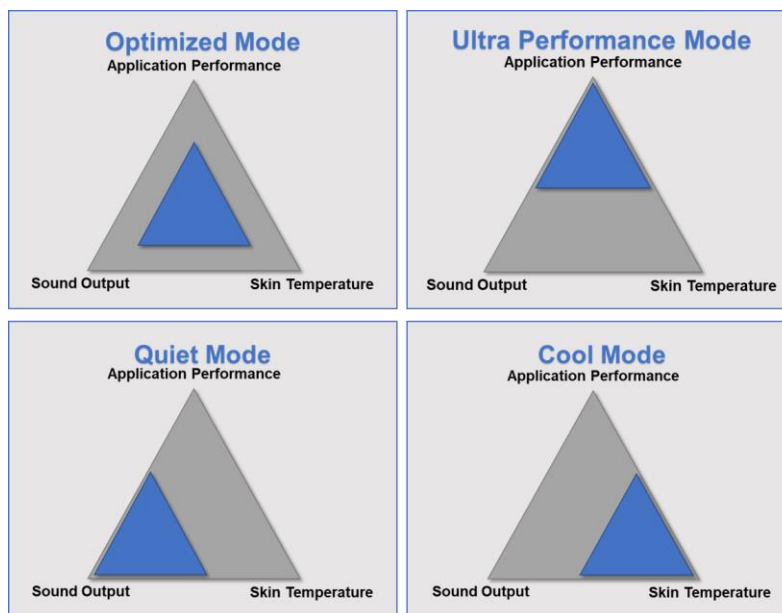 Optimized Mode
Application Performance
Sound Output
Skin Temperature
Ultra Performance Mode
Application Performance
Sound Output
Skin Temperature
Quiet Mode
Application Performance
Sound Output
Skin Temperature
Cool Mode
Application Performance
Sound Output
Skin Temperature